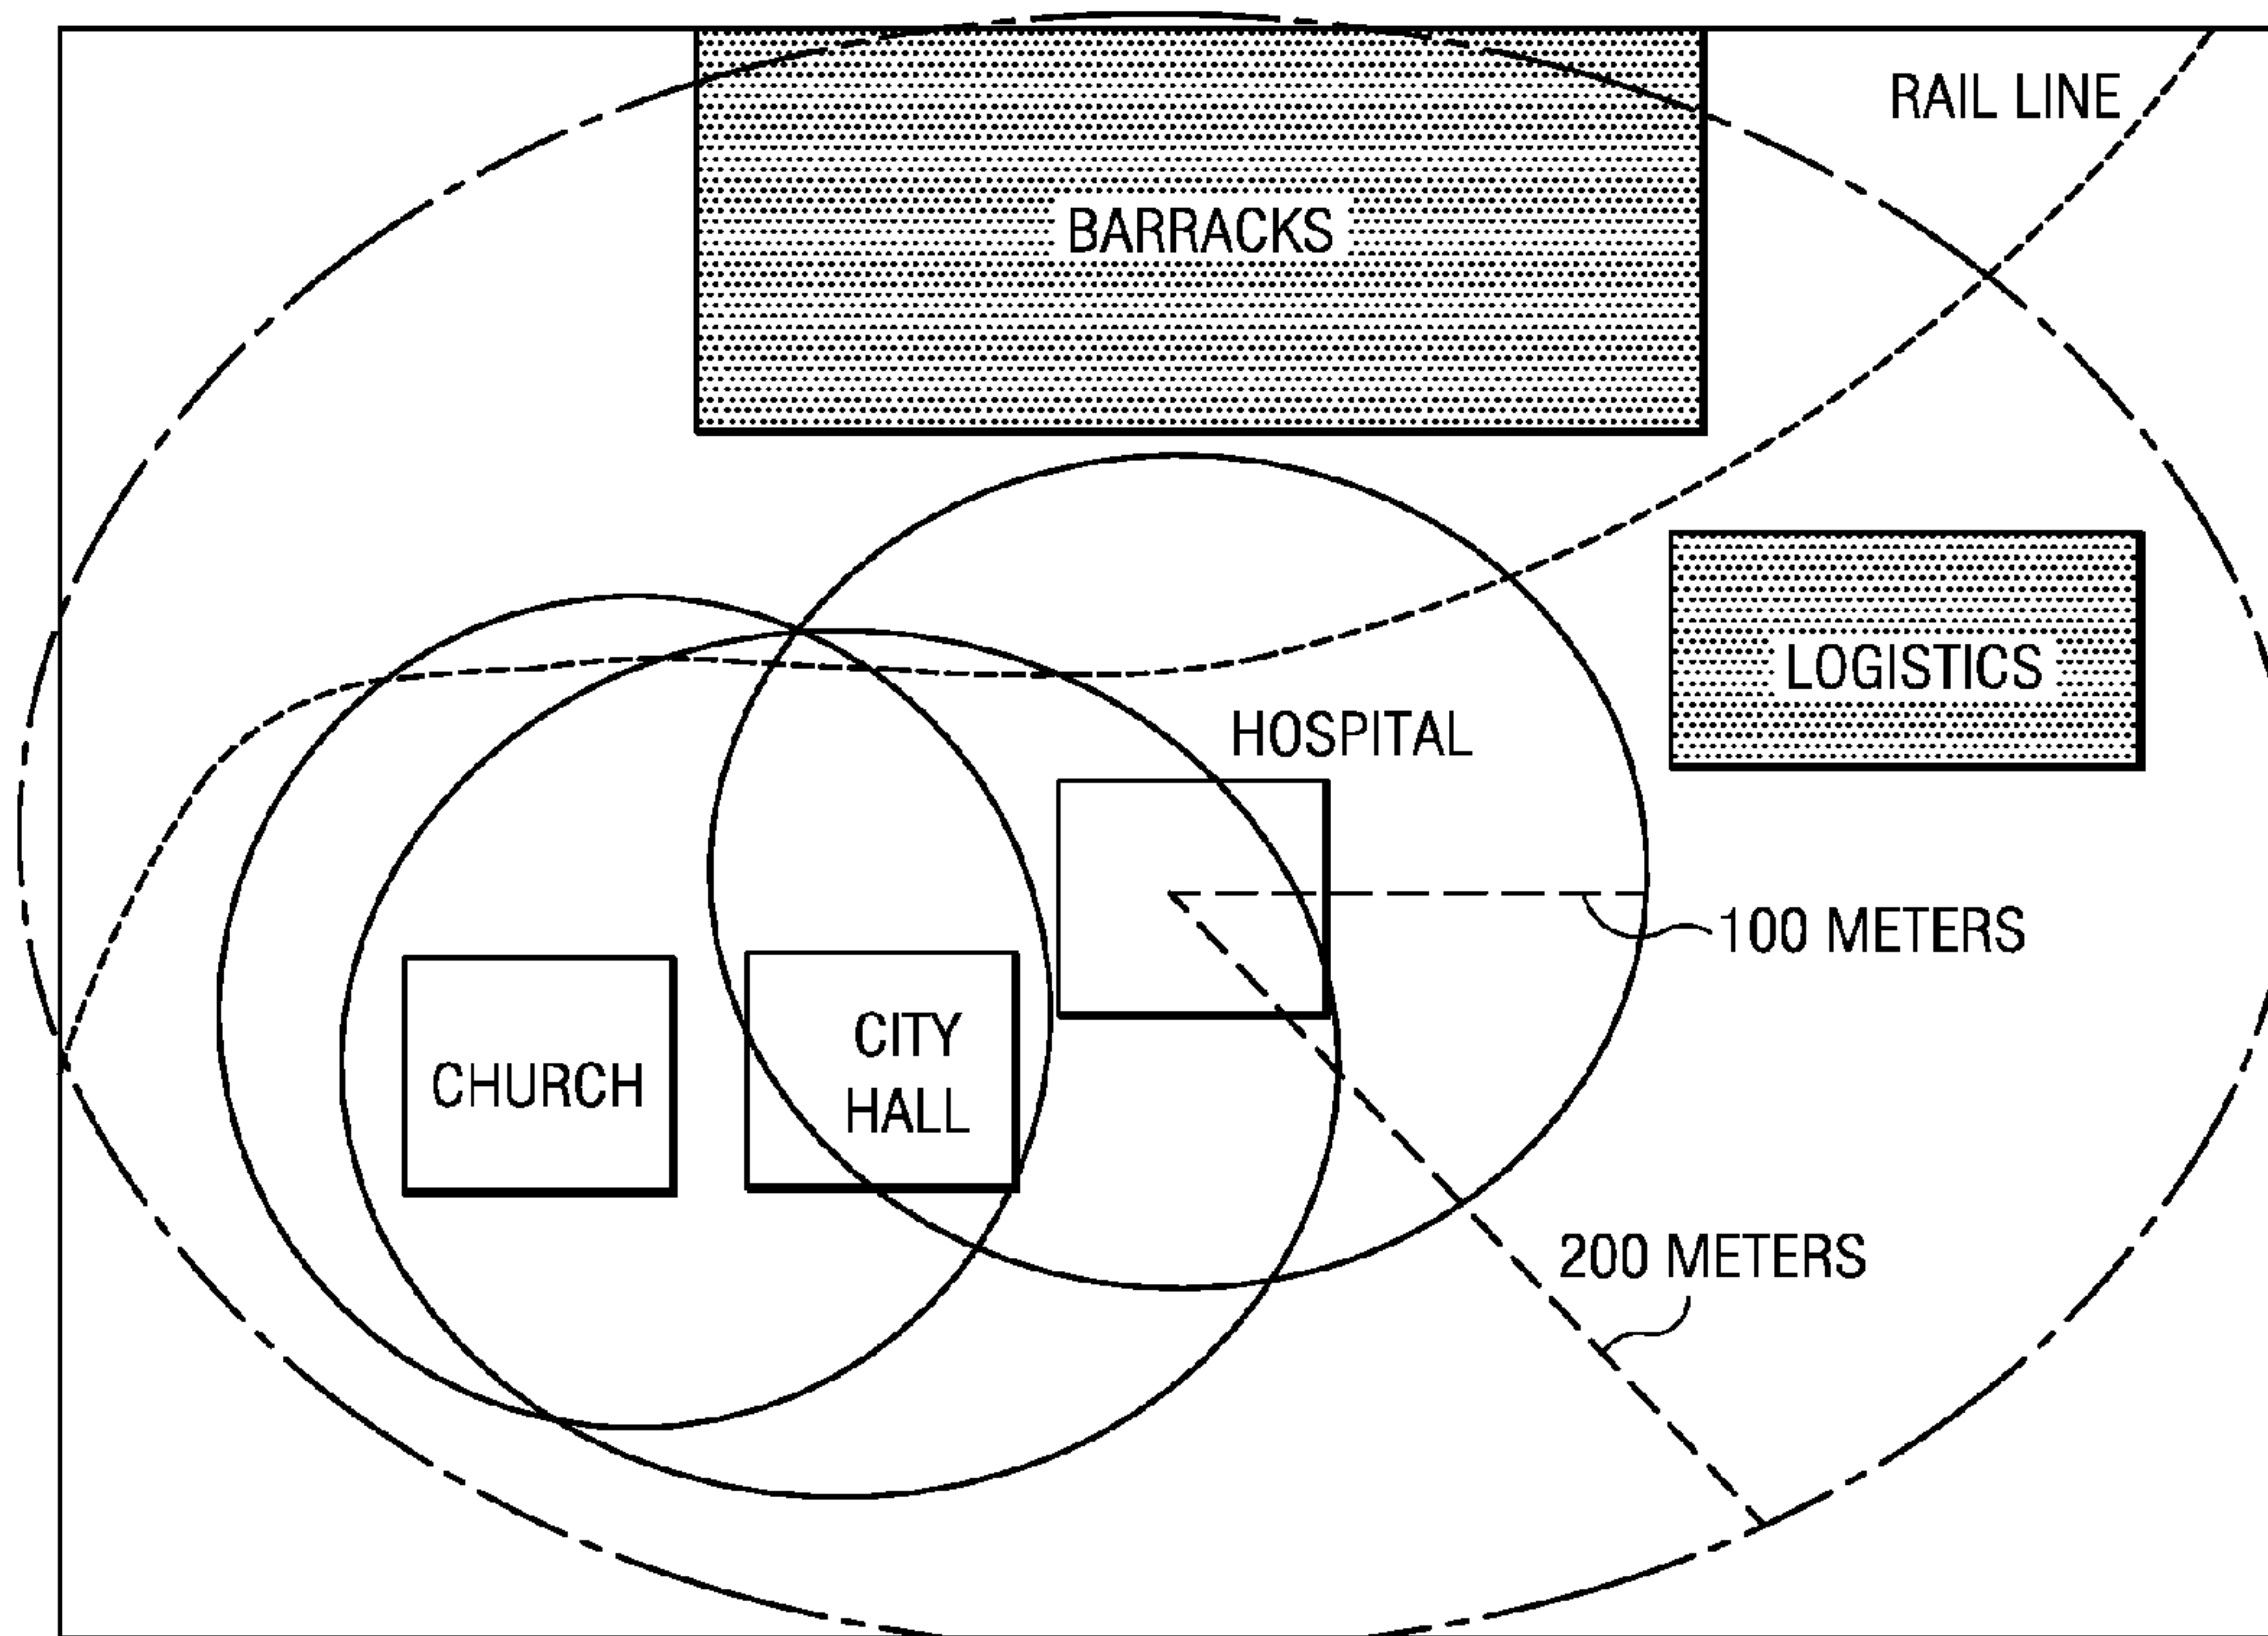 RAIL LINE
BARRACKS
LOGISTICS
HOSPITAL
100 METERS
CITY
HALL
CHURCH
200 METERS